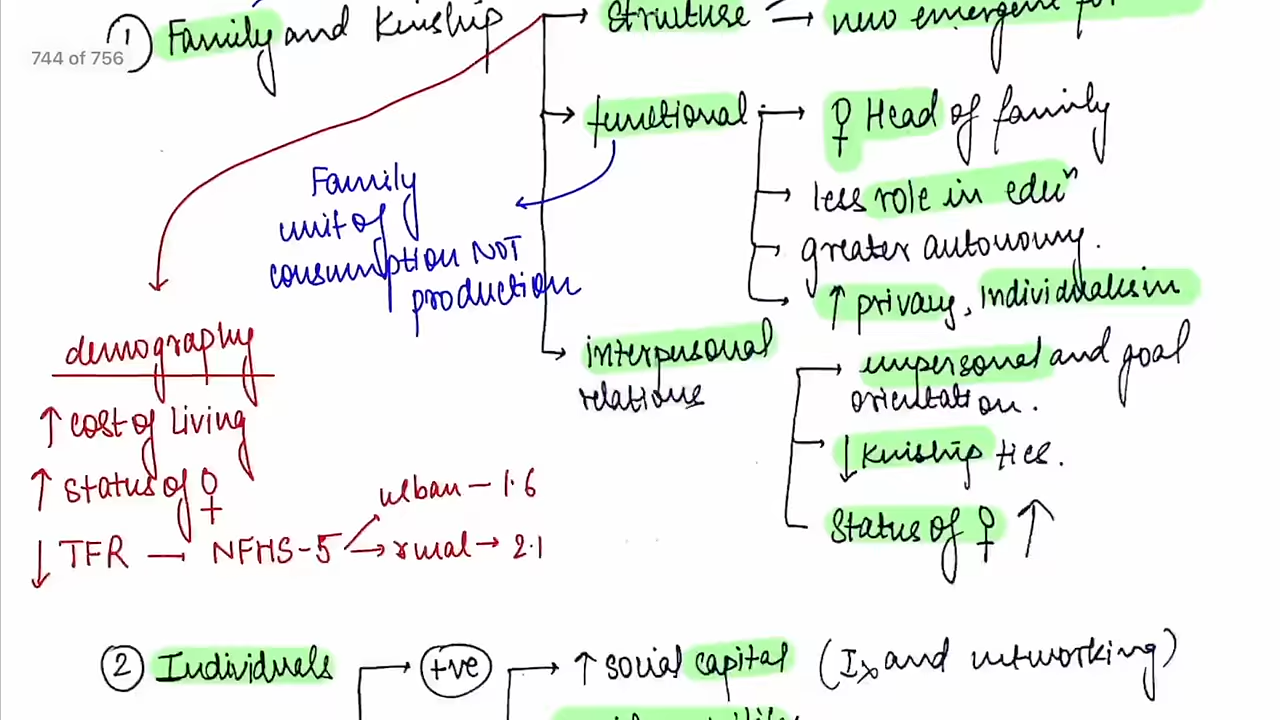 ① Family and Kinship
→ Structure → new emergent
744 of 756
→ functional → ♀ Head of family
→ less role in educⁿ
→ greater autonomy.
→ ↑ privacy, Individualism
Family
unit of
consumption NOT
production
→ interpersonal
relations
→ impersonal and goal
orientation.
→ ↓ Kinship ties.
Status of ♀ ↑
demography
↑ cost of Living
↑ status of ♀
↓ TFR — NFHS-5
urban — 1.6
→ rural → 2.1
② Individuals → +ve → ↑ social capital (Ix and networking)